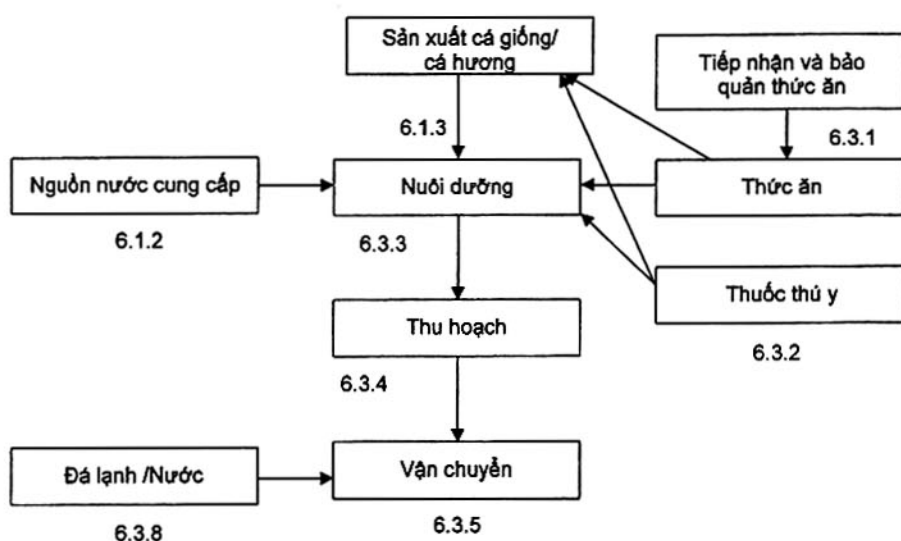 Sản xuất cá giống/
cá hương
Tiếp nhận và bảo
quản thức ăn
6.1.3
6.3.1
Nguồn nước cung cấp
Nuôi dưỡng
Thức ăn
6.1.2
6.3.3
Thuốc thú y
Thu hoạch
6.3.2
6.3.4
Đá lạnh /Nước
Vận chuyển
6.3.8
6.3.5